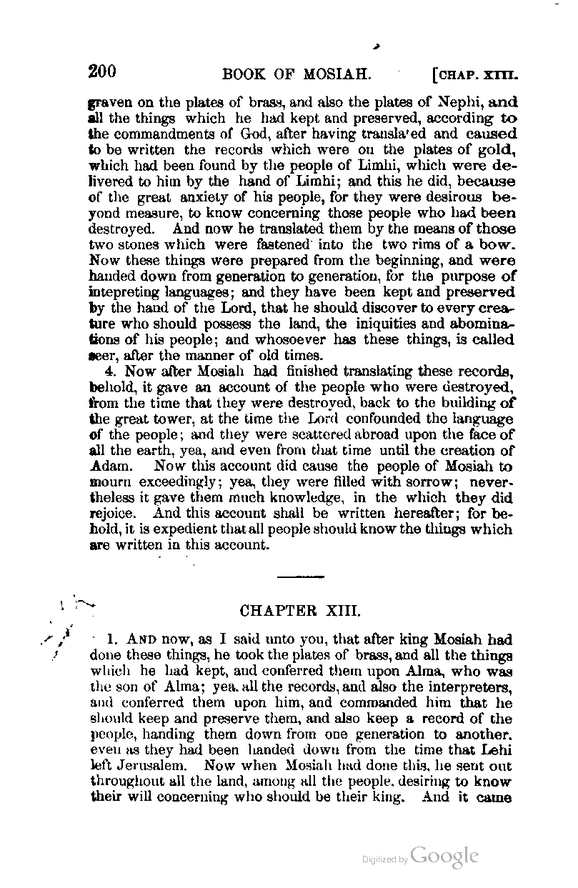 200 BOOK OF MOSIAH. [CHAP. XIII.
graven on the plates of brass, and also the plates of Nephi, and
all the things which he had kept and preserved, according to
the commandments of God, after having transla'ed and caused
to be written the records which were on the plates of gold,
which had been found by the people of Limhi, which were de-
livered to him by the hand of Limhi; and this he did, because
of the great anxiety of his people, for they were desirous be-
yond measure, to know concerning those people who had been
destroyed. And now he translated them by the means of those
two stones which were fastened into the two rims of a bow.
Now these things were prepared from the beginning, and were
handed down from generation to generation, for the purpose of
intepreting languages; and they have been kept and preserved
by the hand of the Lord, that he should discover to every crea-
ture who should possess the land, the iniquities and abomina-
tions of his people; and whosoever has these things, is called
seer, after the manner of old times.
4. Now after Mosiah had finished translating these records,
behold, it gave an account of the people who were destroyed,
from the time that they were destroyed, back to the building of
the great tower, at the time the Lord confounded the language
of the people; and they were scattered abroad upon the face of
all the earth, yea, and even from that time until the creation of
Adam. Now this account did cause the people of Mosiah to
mourn exceedingly; yea, they were filled with sorrow; never-
theless it gave them much knowledge, in the which they did
rejoice. And this account shall be written hereafter; for be-
hold, it is expedient that all people should know the things which
are written in this account.
CHAPTER XIII.
1. AND now, as I said unto you, that after king Mosiah had
done these things, he took the plates of brass, and all the things
which he had kept, and conferred them upon Alma, who was
the son of Alma; yea, all the records, and also the interpreters,
and conferred them upon him, and commanded him that he
should keep and preserve them, and also keep a record of the
people, handing them down from one generation to another,
even as they had been handed down from the time that Lehi
left Jerusalem. Now when Mosiah had done this, he sent out
throughout all the land, among all the people, desiring to know
their will concerning who should be their king. And it came
Digitized by Google